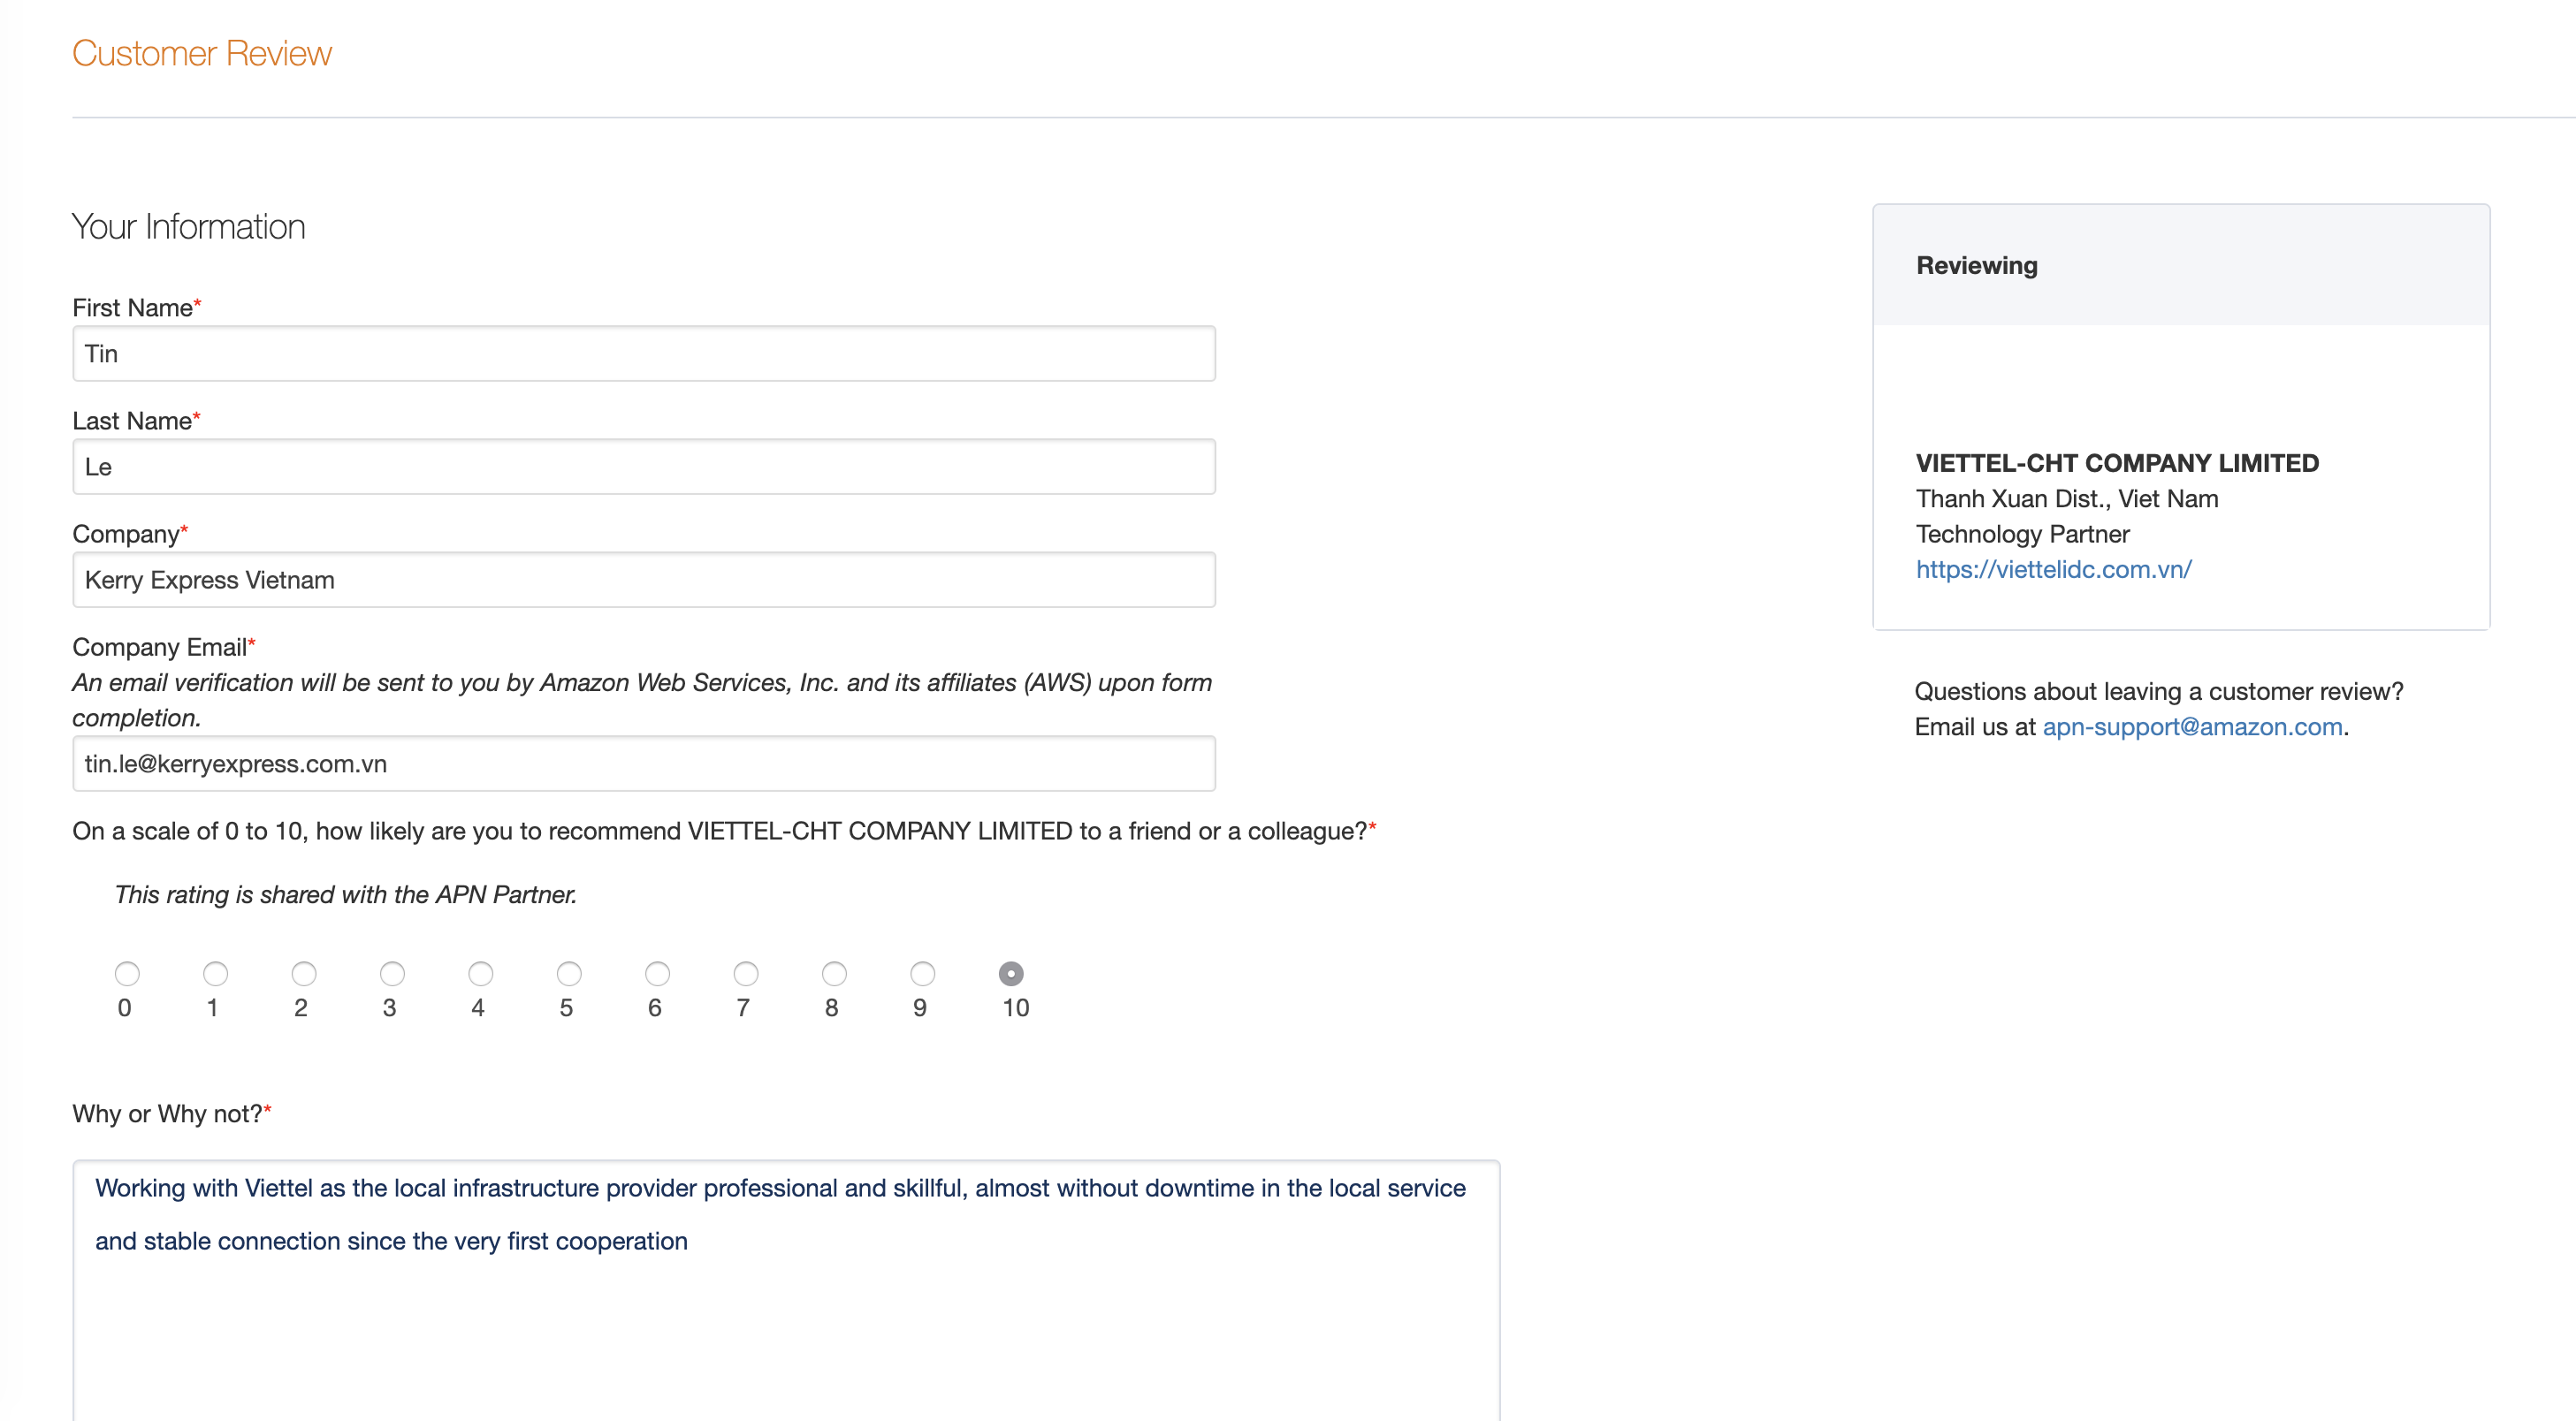 Customer Review
Your Information
First Name*
Tin
Last Name*
Le
Company*
Kerry Express Vietnam
Company Email*
An email verification will be sent to you by Amazon Web Services, Inc. and its affiliates (AWS) upon form
completion.
tin.le@kerryexpress.com.vn
On a scale of 0 to 10, how likely are you to recommend VIETTEL-CHT COMPANY LIMITED to a friend or a colleague?*
This rating is shared with the APN Partner.
0 1 2 3 4 5 6 7 8 9 10
Why or Why not?*
Working with Viettel as the local infrastructure provider professional and skillful, almost without downtime in the local service
and stable connection since the very first cooperation
Reviewing
VIETTEL-CHT COMPANY LIMITED
Thanh Xuan Dist., Viet Nam
Technology Partner
https://viettelidc.com.vn/
Questions about leaving a customer review?
Email us at apn-support@amazon.com.